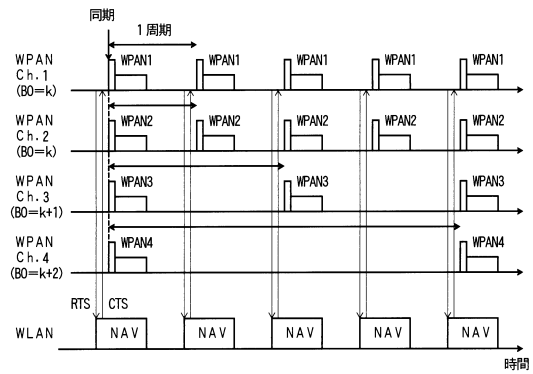 同期
1周期
WPAN
Ch.1
(BO=k)
WPAN1 WPAN1 WPAN1 WPAN1 WPAN1
WPAN
Ch.2
(BO=k)
WPAN2 WPAN2 WPAN2 WPAN2 WPAN2
WPAN
Ch.3
(BO=k+1)
WPAN3 WPAN3 WPAN3
WPAN
Ch.4
(BO=k+2)
WPAN4 WPAN4
RTS CTS
WLAN
NAV NAV NAV NAV NAV
時間